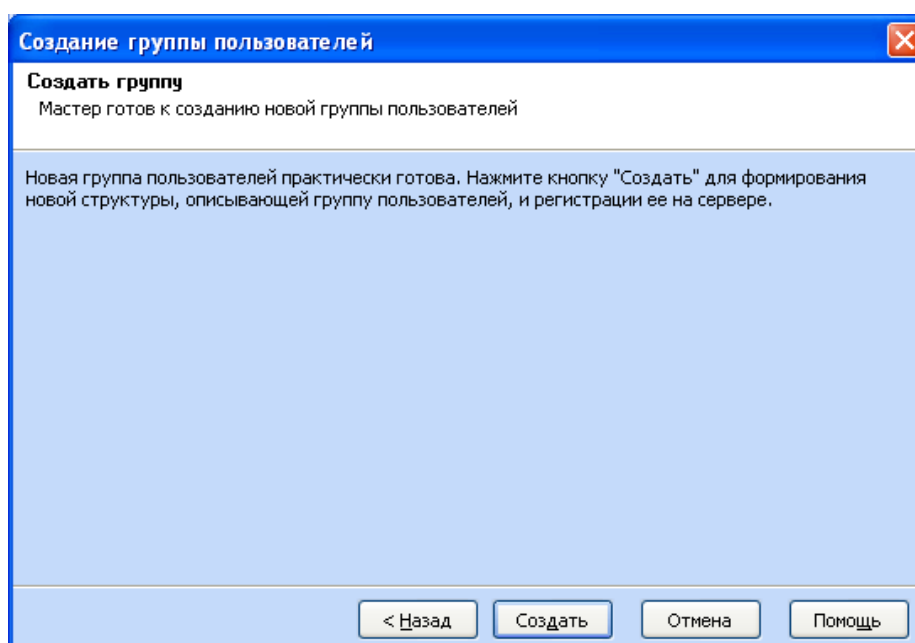 Создание группы пользователей
Создать группу
Мастер готов к созданию новой группы пользователей
Новая группа пользователей практически готова. Нажмите кнопку "Создать" для формирования
новой структуры, описывающей группу пользователей, и регистрации ее на сервере.
< Назад Создать Отмена Помощь